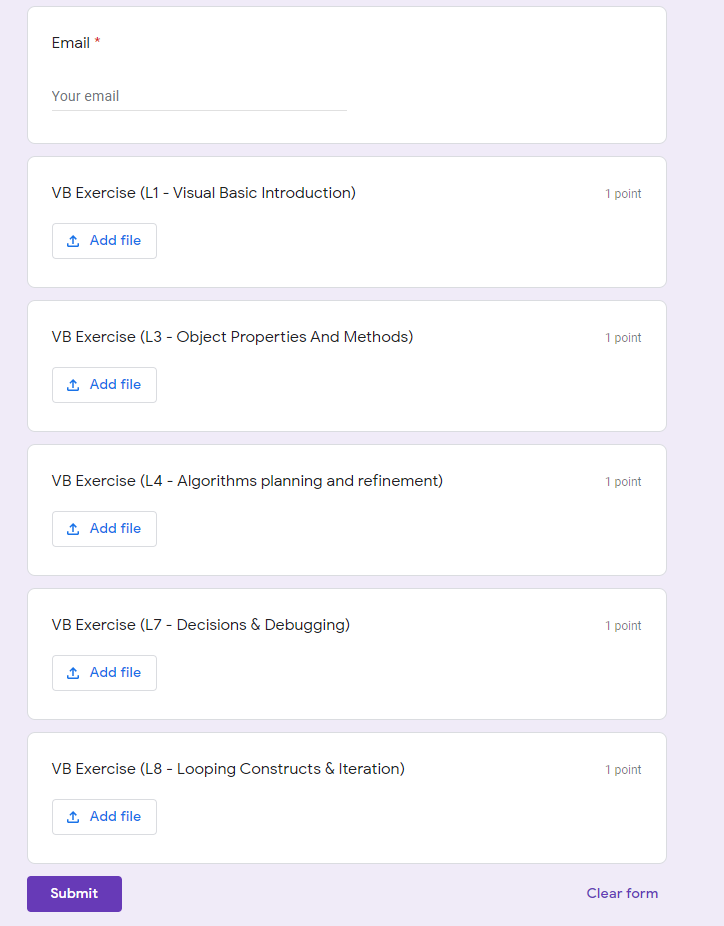 Email *
Your email
VB Exercise (L1 - Visual Basic Introduction)
1 point
Add file
VB Exercise (L3 - Object Properties And Methods)
1 point
Add file
VB Exercise (L4 - Algorithms planning and refinement)
1 point
Add file
VB Exercise (L7 - Decisions & Debugging)
1 point
Add file
VB Exercise (L8 - Looping Constructs & Iteration)
1 point
Add file
Submit
Clear form